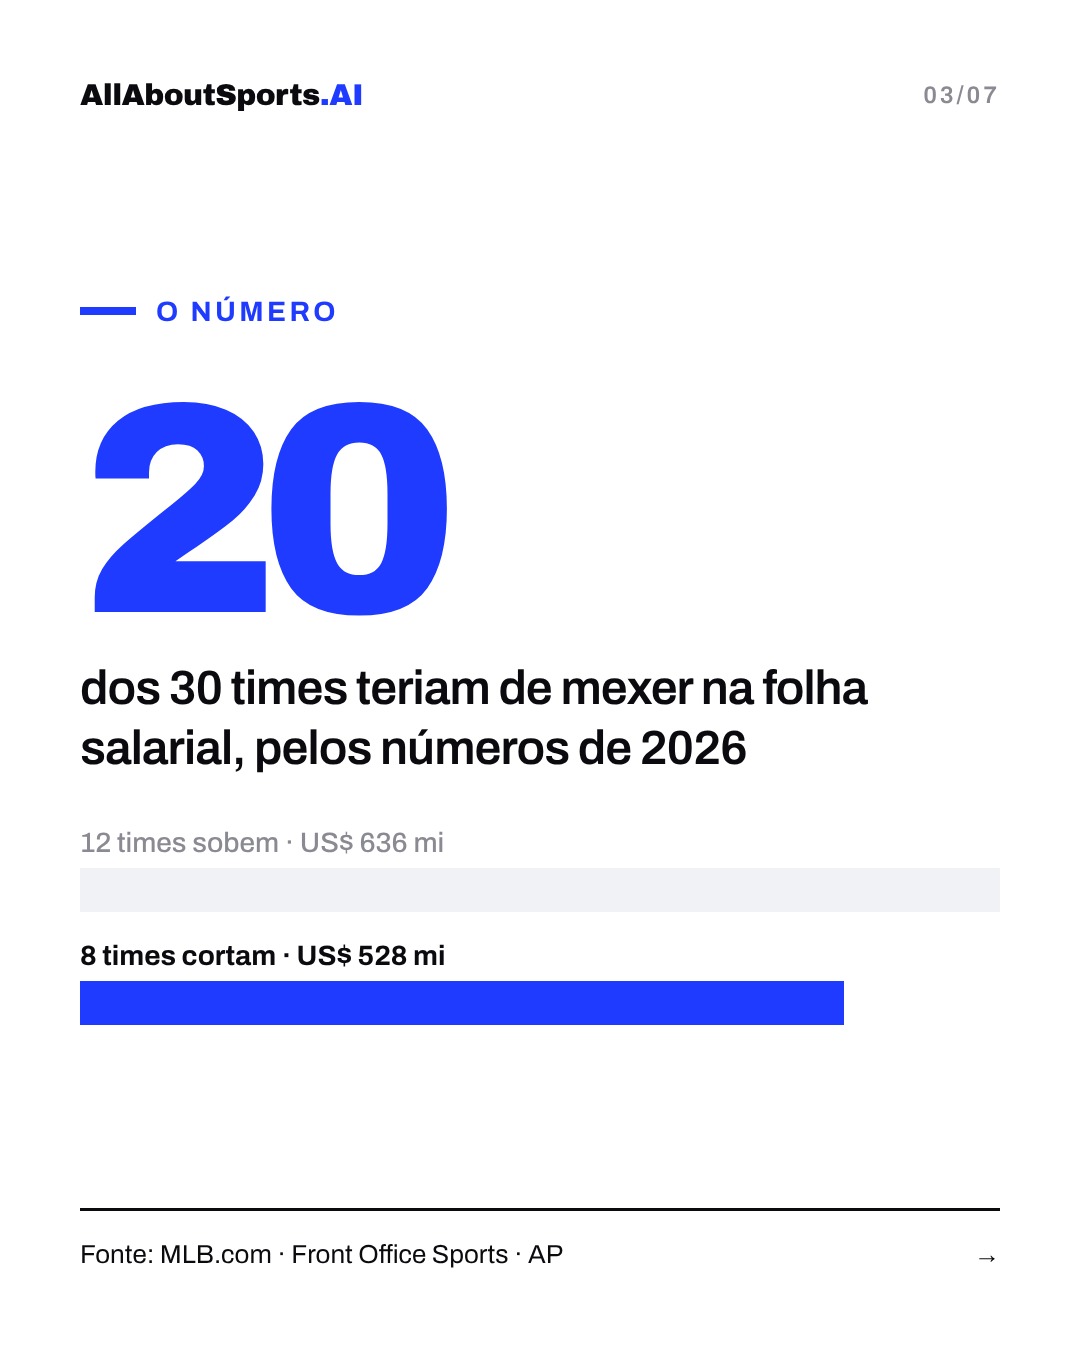 AllAboutSports.AI
03/07
O NÚMERO
20
dos 30 times teriam de mexer na folha
salarial, pelos números de 2026
12 times sobem · US$ 636 mi
8 times cortam · US$ 528 mi
Fonte: MLB.com · Front Office Sports · AP
→